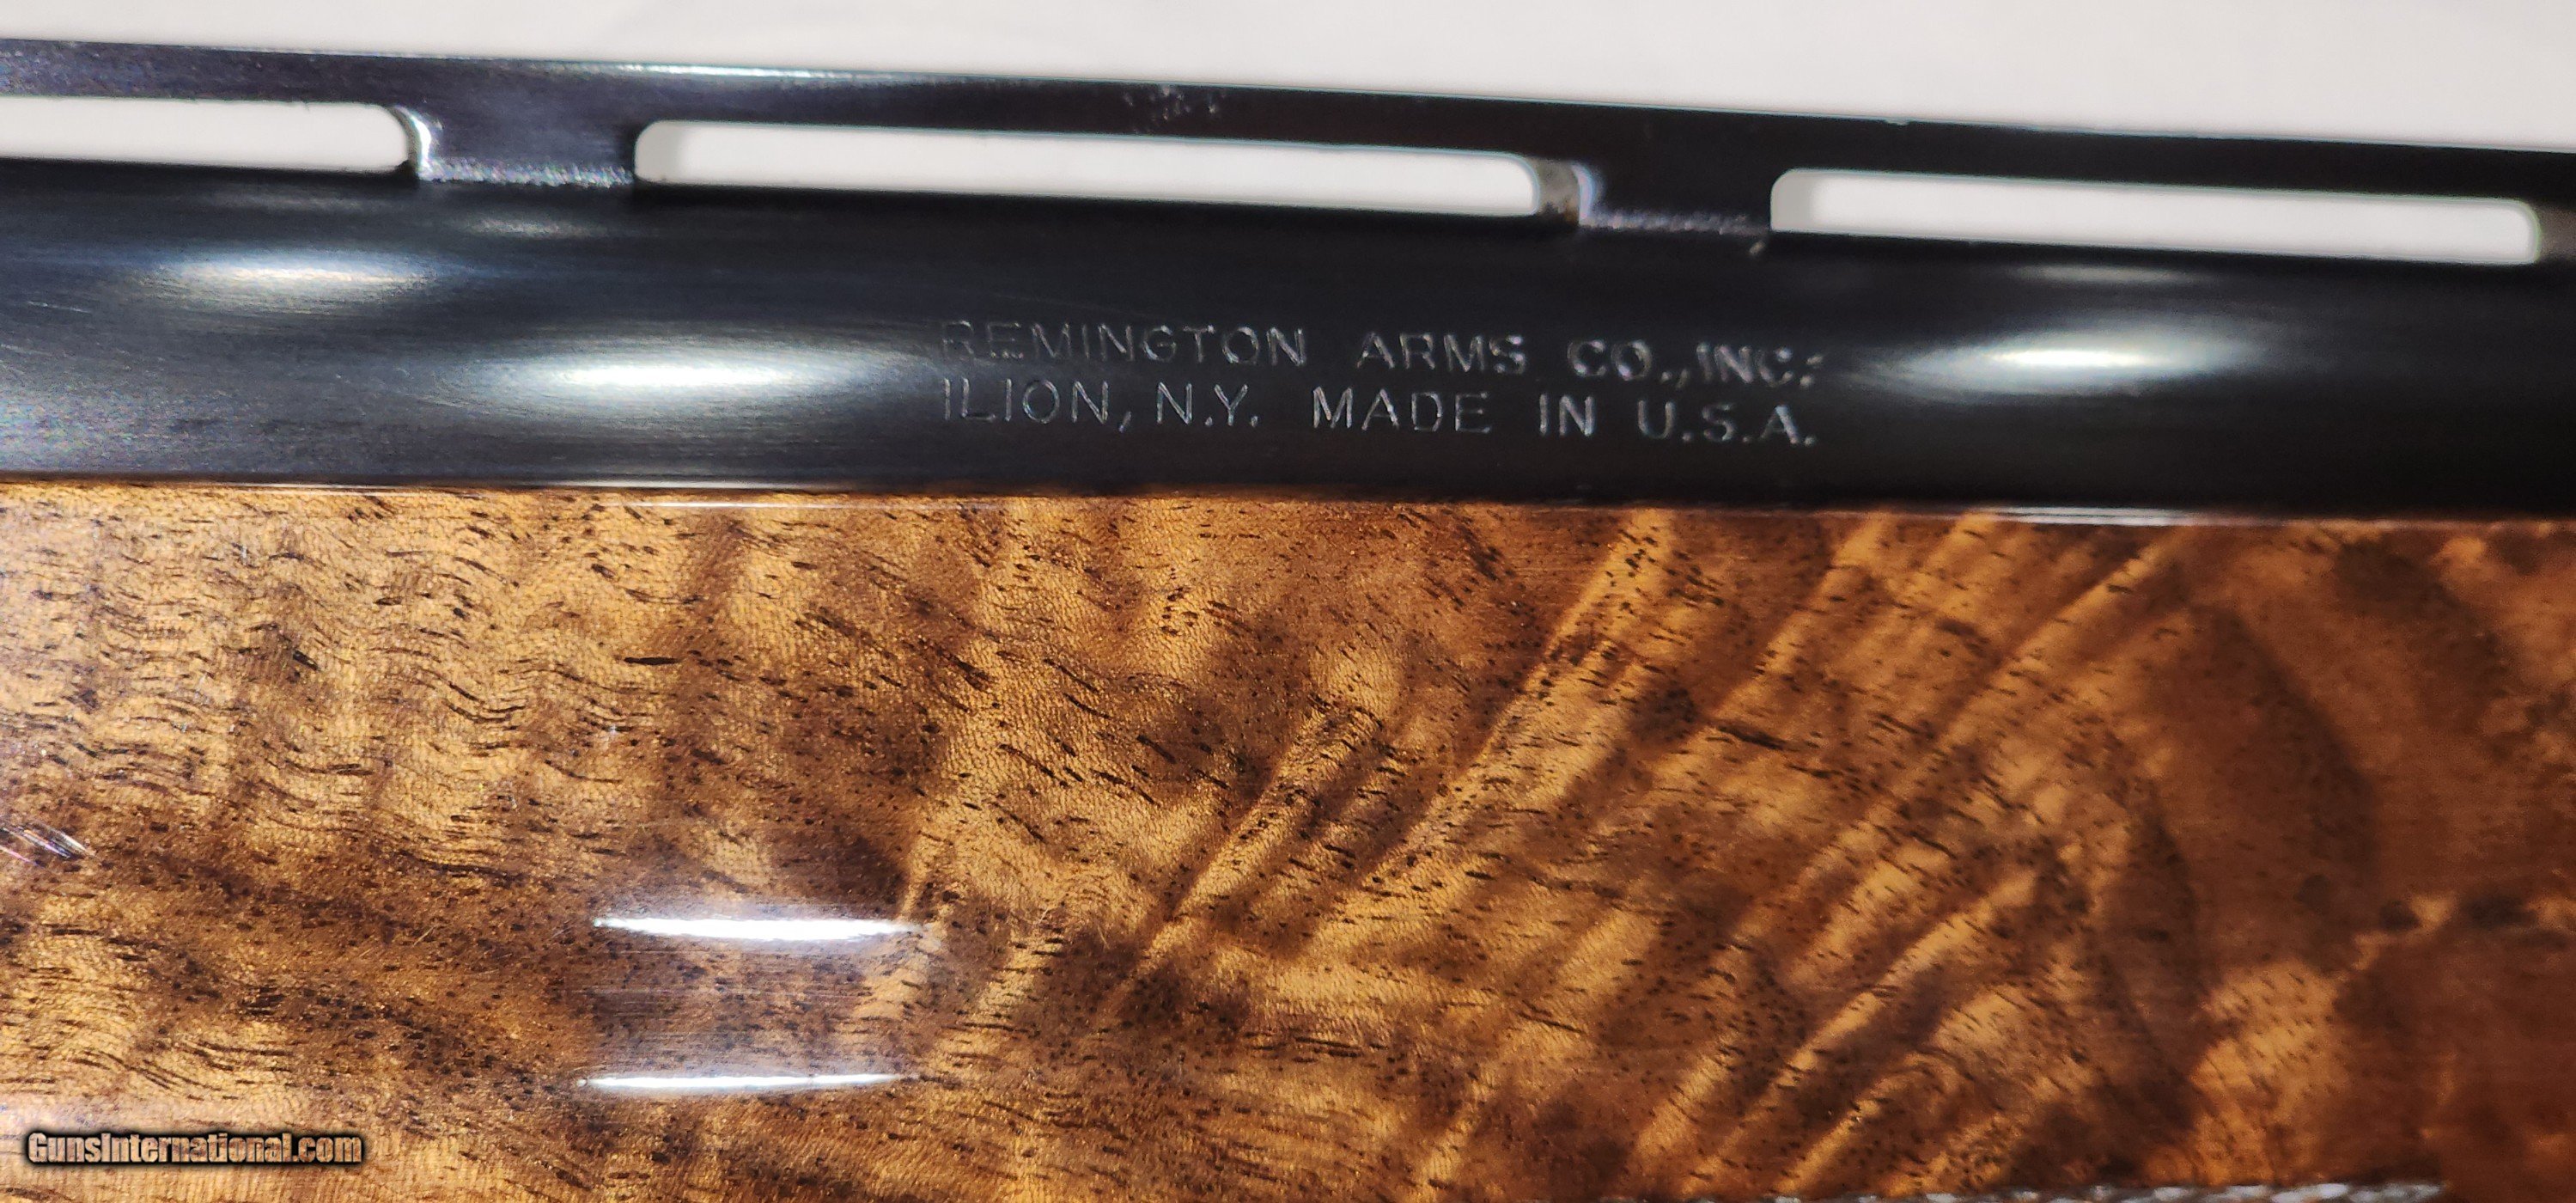 REMINGTON ARMS CO., INC.
ILION, N.Y. MADE IN U.S.A.
GunsInternational.com